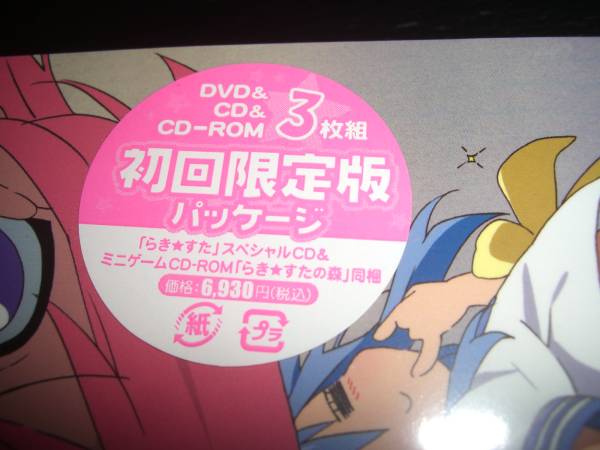 DVD&
CD&
CD-ROM
3枚組
初回限定版
パッケージ
「らき★すた」スペシャルCD&
ミニゲームCD-ROM「らき★すたの森」同梱
価格:6,930円(税込)
紙
プラ